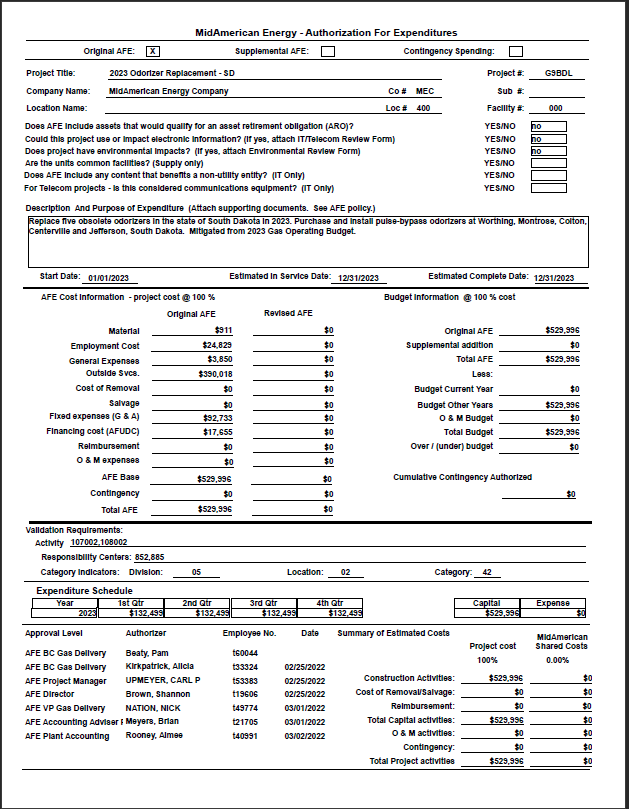 MidAmerican Energy - Authorization For Expenditures
Original AFE: X Supplemental AFE: Contingency Spending:
Project Title: 2023 Odorizer Replacement - SD Project #: G9BDL
Company Name: MidAmerican Energy Company Co # MEC Sub #:
Location Name: Loc # 400 Facility #: 000
Does AFE include assets that would qualify for an asset retirement obligation (ARO)? YES/NO no
Could this project use or impact electronic information? (If yes, attach IT/Telecom Review Form) YES/NO no
Does project have environmental impacts? (If yes, attach Environmental Review Form) YES/NO no
Are the units common facilities? (Supply only) YES/NO
Does AFE include any content that benefits a non-utility entity? (IT Only) YES/NO
For Telecom projects - is this considered communications equipment? (IT Only) YES/NO
Description And Purpose of Expenditure (Attach supporting documents. See AFE policy.)
Replace five obsolete odorizers in the state of South Dakota in 2023. Purchase and install pulse-bypass odorizers at Worthing, Montrose, Colton,
Centerville and Jefferson, South Dakota. Mitigated from 2023 Gas Operating Budget.
Start Date: 01/01/2023 Estimated In Service Date: 12/31/2023 Estimated Complete Date: 12/31/2023
AFE Cost Information - project cost @ 100 % Budget Information @ 100 % cost
Original AFE Revised AFE
Material $911 $0 Original AFE $529,996
Employment Cost $24,829 $0 Supplemental addition $0
General Expenses $3,850 $0 Total AFE $529,996
Outside Svcs. $390,018 $0 Less:
Cost of Removal $0 $0 Budget Current Year $0
Salvage $0 $0 Budget Other Years $529,996
Fixed expenses (G & A) $92,733 $0 O & M Budget $0
Financing cost (AFUDC) $17,655 $0 Total Budget $529,996
Reimbursement $0 $0 Over / (under) budget $0
O & M expenses $0 $0
AFE Base $529,996 $0 Cumulative Contingency Authorized
Contingency $0 $0 $0
Total AFE $529,996 $0
Validation Requirements:
Activity 107002,108002
Responsibility Centers: 852,885
Category Indicators: Division: 05 Location: 02 Category: 42
Expenditure Schedule
Year 1st Qtr 2nd Qtr 3rd Qtr 4th Qtr Capital Expense
2023 $132,499 $132,499 $132,499 $132,499 $529,996 $0
Approval Level Authorizer Employee No. Date Summary of Estimated Costs Project cost MidAmerican Shared Costs
100% 0.00%
AFE BC Gas Delivery Beaty, Pam t60044
AFE BC Gas Delivery Kirkpatrick, Alicia t33324 02/25/2022
AFE Project Manager UPMEYER, CARL P t53383 02/25/2022 Construction Activities: $529,996 $0
AFE Director Brown, Shannon t19606 02/25/2022 Cost of Removal/Salvage: $0 $0
AFE VP Gas Delivery NATION, NICK t49774 03/01/2022 Reimbursement: $0 $0
AFE Accounting Adviser F Meyers, Brian t21705 03/01/2022 Total Capital activities: $529,996 $0
AFE Plant Accounting Rooney, Aimee t40991 03/02/2022 O & M activities: $0 $0
Contingency: $0 $0
Total Project activities $529,996 $0